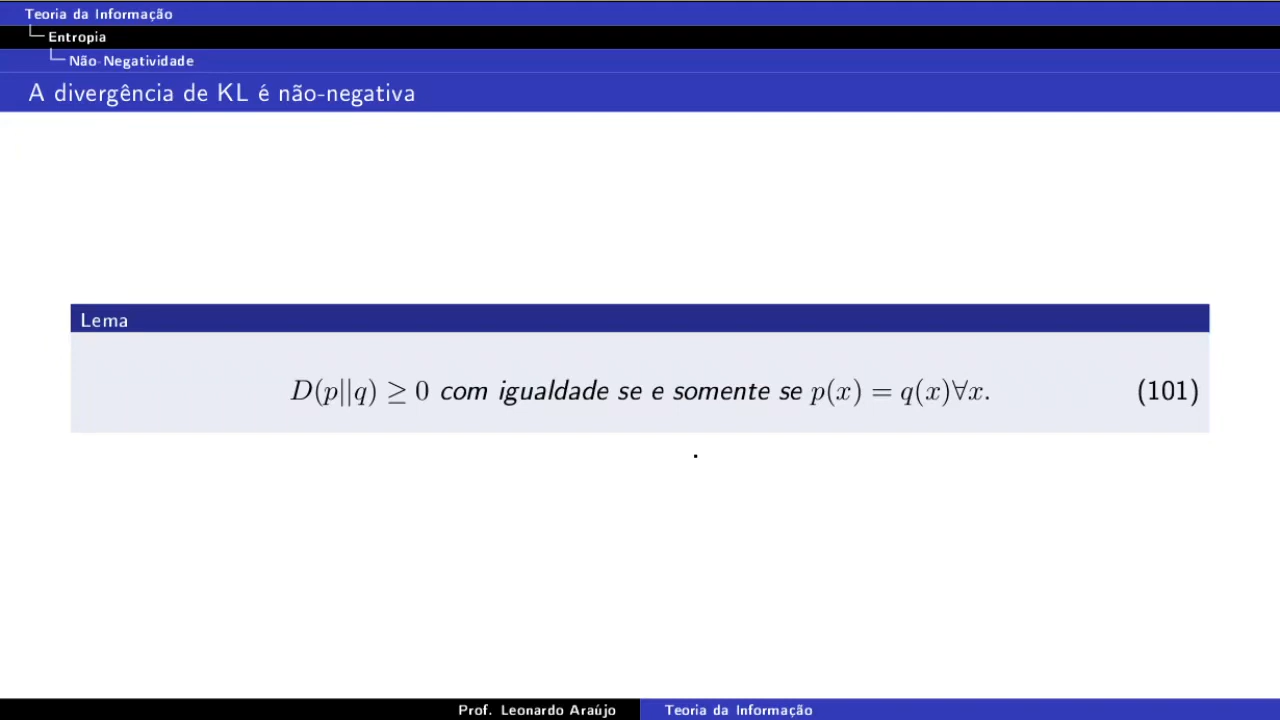 Teoria da Informação
Entropia
Não-Negatividade
A divergência de KL é não-negativa
Lema
D(p||q) ≥ 0 com igualdade se e somente se p(x) = q(x)∀x. (101)
Prof. Leonardo Araújo Teoria da Informação